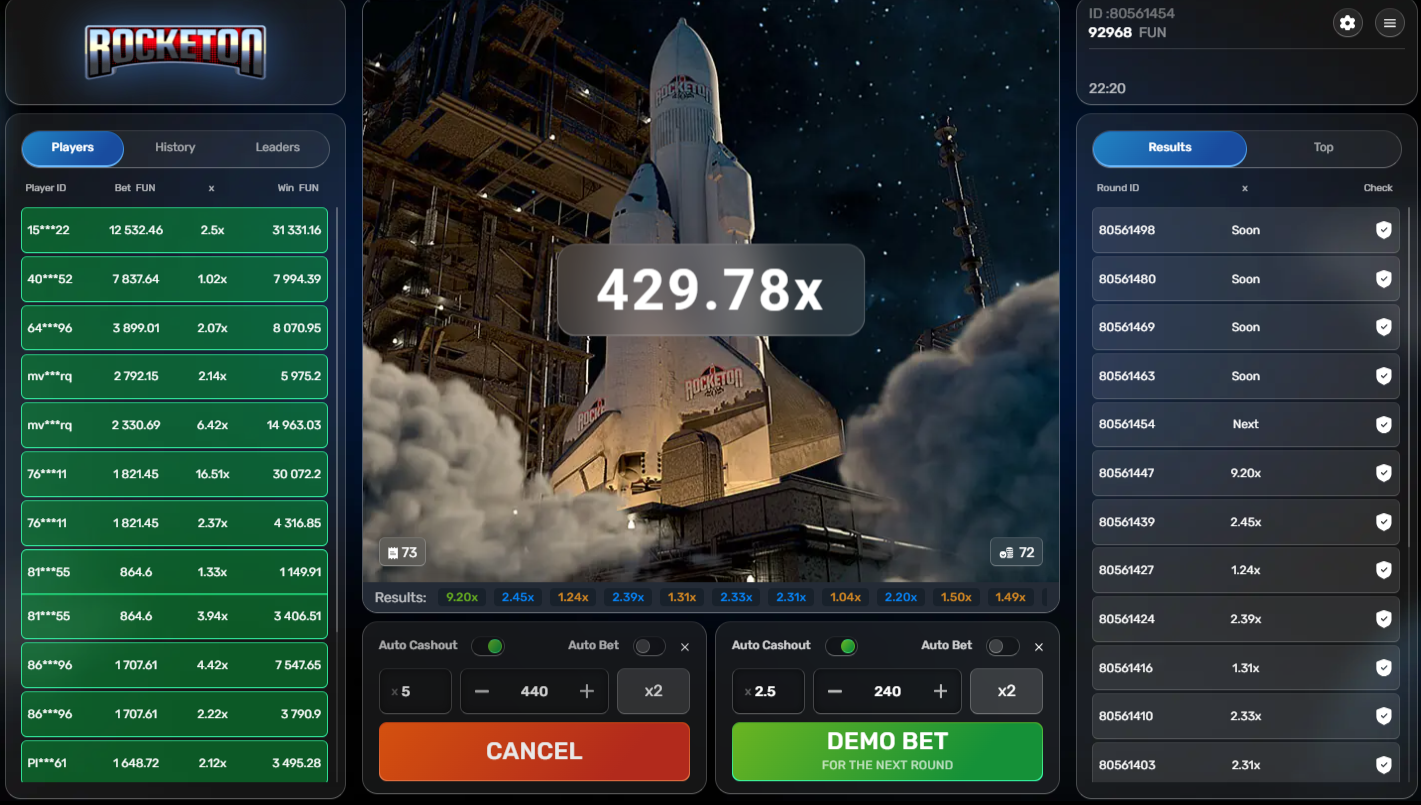 ROCKETON
Players History Leaders
Player ID Bet FUN x Win FUN
15***22 12 532.46 2.5x 31 331.16
40***52 7 837.64 1.02x 7 994.39
64***96 3 899.01 2.07x 8 070.95
mv***rq 2 792.15 2.14x 5 975.2
mv***rq 2 330.69 6.42x 14 963.03
76***11 1 821.45 16.51x 30 072.2
76***11 1 821.45 2.37x 4 316.85
81***55 864.6 1.33x 1 149.91
81***55 864.6 3.94x 3 406.51
86***96 1 707.61 4.42x 7 547.65
86***96 1 707.61 2.22x 3 790.9
Pl***61 1 648.72 2.12x 3 495.28
ROCKETON
429.78x
ROCKETON
73
72
Results: 9.20x 2.45x 1.24x 2.39x 1.31x 2.33x 2.31x 1.04x 2.20x 1.50x 1.49x
Auto Cashout Auto Bet ×
x 5 − 440 + x2
CANCEL
Auto Cashout Auto Bet ×
x 2.5 − 240 + x2
DEMO BET
FOR THE NEXT ROUND
ID :80561454
92968 FUN
22:20
Results Top
Round ID x Check
80561498 Soon
80561480 Soon
80561469 Soon
80561463 Soon
80561454 Next
80561447 9.20x
80561439 2.45x
80561427 1.24x
80561424 2.39x
80561416 1.31x
80561410 2.33x
80561403 2.31x